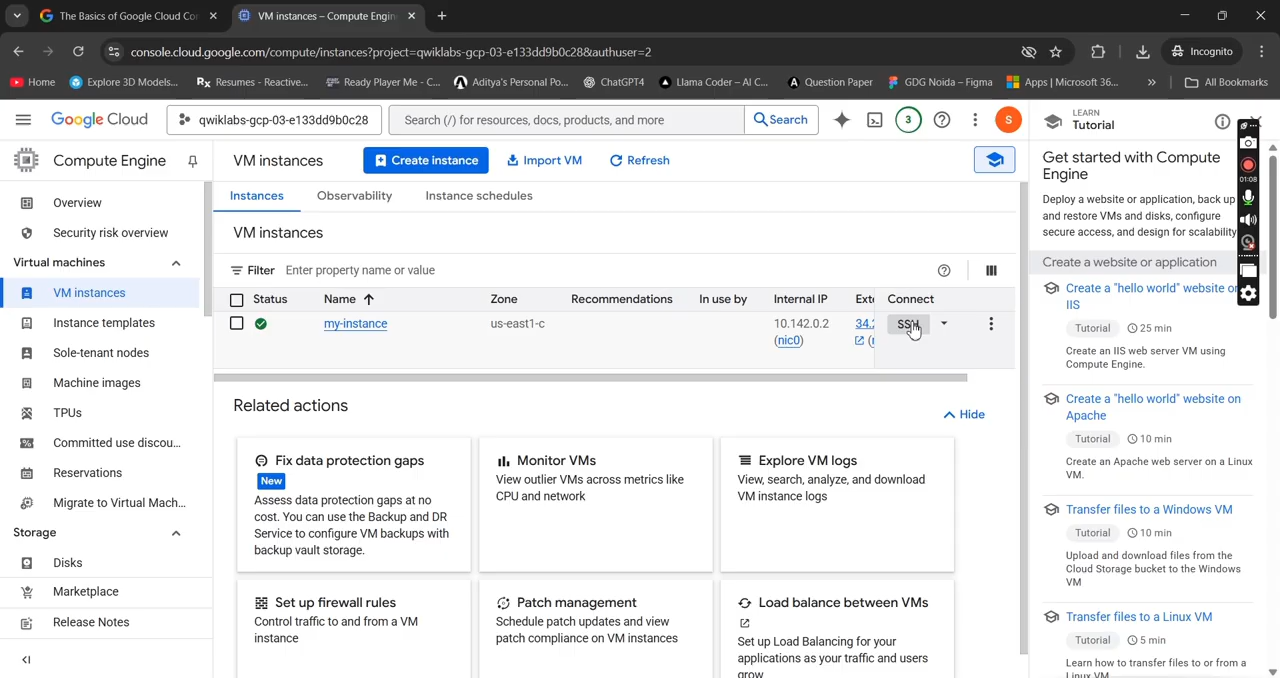 The Basics of Google Cloud Co
VM instances – Compute Engin
console.cloud.google.com/compute/instances?project=qwiklabs-gcp-03-e133dd9b0c28&authuser=2
Incognito
Home
Explore 3D Models...
Resumes - Reactive...
Ready Player Me - C...
Aditya's Personal Po...
ChatGPT4
Llama Coder – AI C...
Question Paper
GDG Noida – Figma
Apps | Microsoft 36...
»
All Bookmarks
Google Cloud
qwiklabs-gcp-03-e133dd9b0c28
Search (/) for resources, docs, products, and more
Search
3
S
LEARN
Tutorial
Compute Engine
VM instances
Create instance
Import VM
Refresh
Get started with Compute
Engine
Deploy a website or application, back up
and restore VMs and disks, configure
secure access, and design for scalability
01:08
Overview
Security risk overview
Virtual machines
VM instances
Instance templates
Sole-tenant nodes
Machine images
TPUs
Committed use discou...
Reservations
Migrate to Virtual Mach...
Storage
Disks
Marketplace
Release Notes
Instances
Observability
Instance schedules
VM instances
Filter
Enter property name or value
Status
Name
Zone
Recommendations
In use by
Internal IP
Exte
Connect
my-instance
us-east1-c
10.142.0.2
(nic0)
34.2
SSH
Related actions
Hide
Fix data protection gaps
New
Assess data protection gaps at no
cost. You can use the Backup and DR
Service to configure VM backups with
backup vault storage.
Monitor VMs
View outlier VMs across metrics like
CPU and network
Explore VM logs
View, search, analyze, and download
VM instance logs
Set up firewall rules
Control traffic to and from a VM
instance
Patch management
Schedule patch updates and view
patch compliance on VM instances
Load balance between VMs
Set up Load Balancing for your
applications as your traffic and users
grow
Create a website or application
Create a "hello world" website on
IIS
Tutorial
25 min
Create an IIS web server VM using
Compute Engine.
Create a "hello world" website on
Apache
Tutorial
10 min
Create an Apache web server on a Linux
VM.
Transfer files to a Windows VM
Tutorial
10 min
Upload and download files from the
Cloud Storage bucket to the Windows
VM
Transfer files to a Linux VM
Tutorial
5 min
Learn how to transfer files to or from a
Linux VM